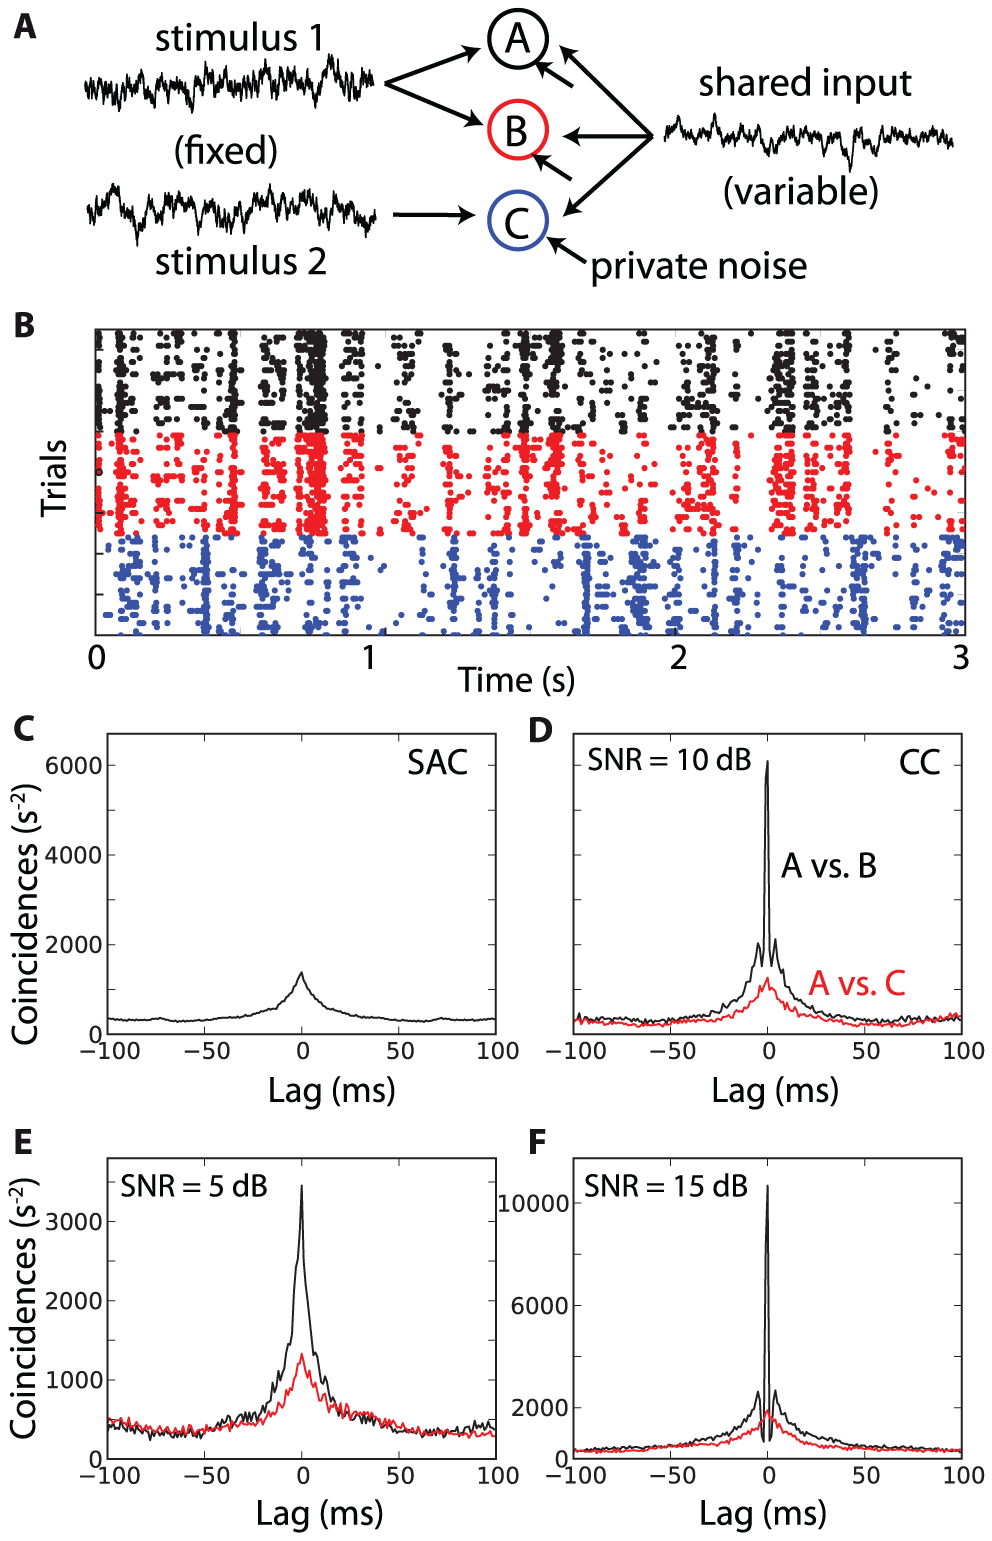 A
stimulus 1
(fixed)
stimulus 2
A
B
C
shared input
(variable)
private noise
B
Trials
0 1 2 3
Time (s)
C
SAC
Coincidences (s⁻²)
6000
4000
2000
0
−100 −50 0 50 100
Lag (ms)
D
SNR = 10 dB CC
A vs. B
A vs. C
−100 −50 0 50 100
Lag (ms)
E
SNR = 5 dB
Coincidences (s⁻²)
3000
2000
1000
0
−100 −50 0 50 100
Lag (ms)
F
SNR = 15 dB
10000
6000
2000
0
−100 −50 0 50 100
Lag (ms)